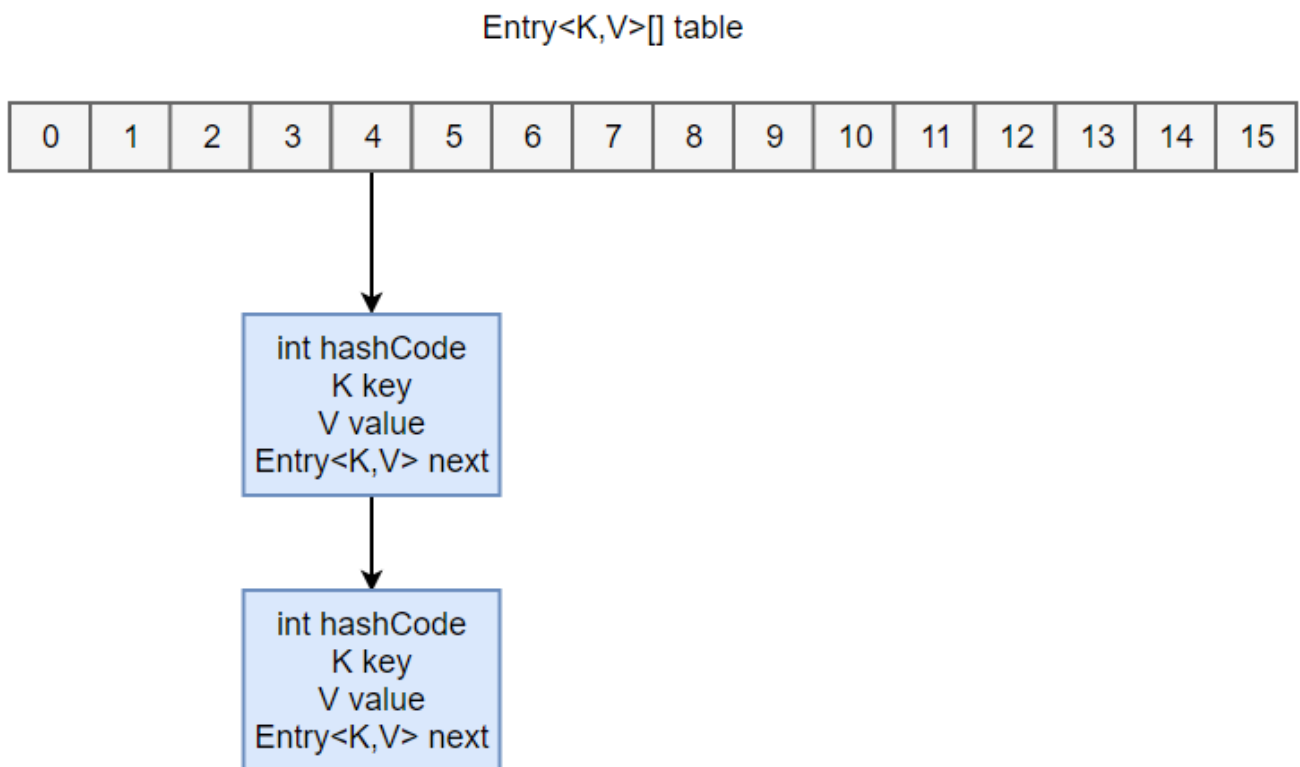 Entry<K,V>[] table
0 1 2 3 4 5 6 7 8 9 10 11 12 13 14 15
int hashCode
K key
V value
Entry<K,V> next
int hashCode
K key
V value
Entry<K,V> next